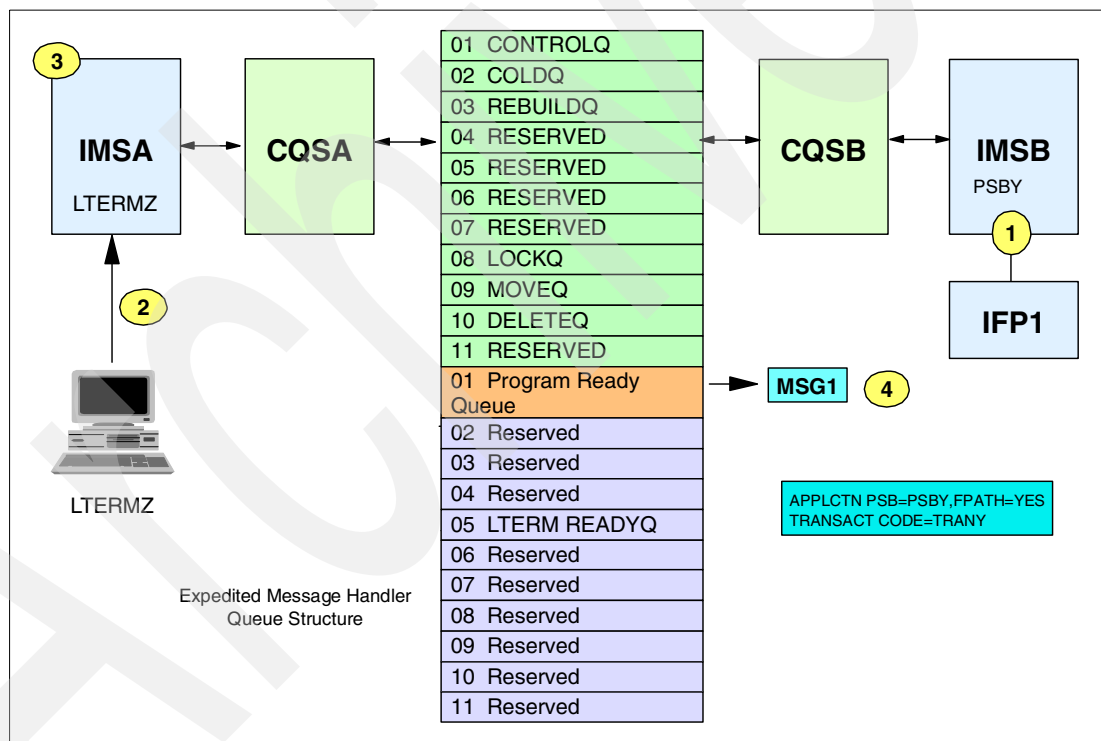 3
IMSA
LTERMZ
CQSA
01 CONTROLQ
02 COLDQ
03 REBUILDQ
04 RESERVED
05 RESERVED
06 RESERVED
07 RESERVED
08 LOCKQ
09 MOVEQ
10 DELETEQ
11 RESERVED
01 Program Ready
Queue
02 Reserved
03 Reserved
04 Reserved
05 LTERM READYQ
06 Reserved
07 Reserved
08 Reserved
09 Reserved
10 Reserved
11 Reserved
CQSB
IMSB
PSBY
1
IFP1
2
LTERMZ
MSG1
4
APPLCTN PSB=PSBY,FPATH=YES
TRANSACT CODE=TRANY
Expedited Message Handler
Queue Structure